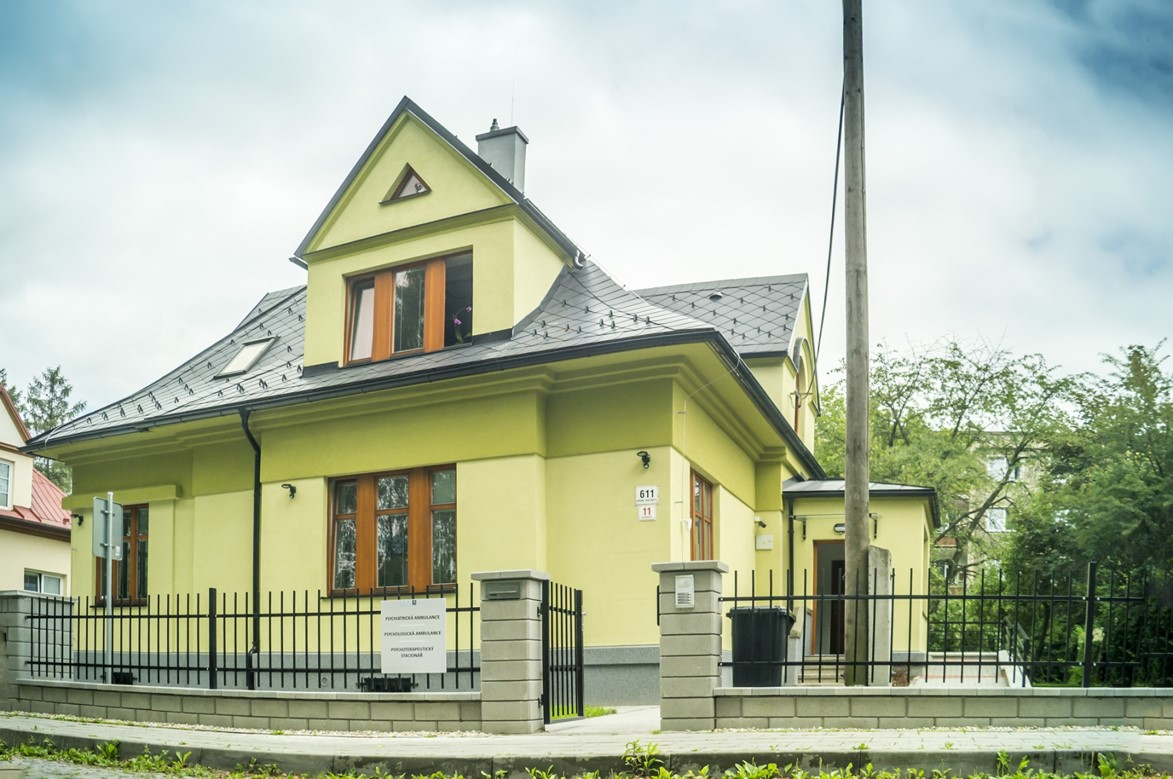 611
11
PSYCHIATRICKÁ AMBULANCE
PSYCHOLOGICKÁ AMBULANCE
PSYCHOTERAPEUTICKÝ
STACIONÁŘ